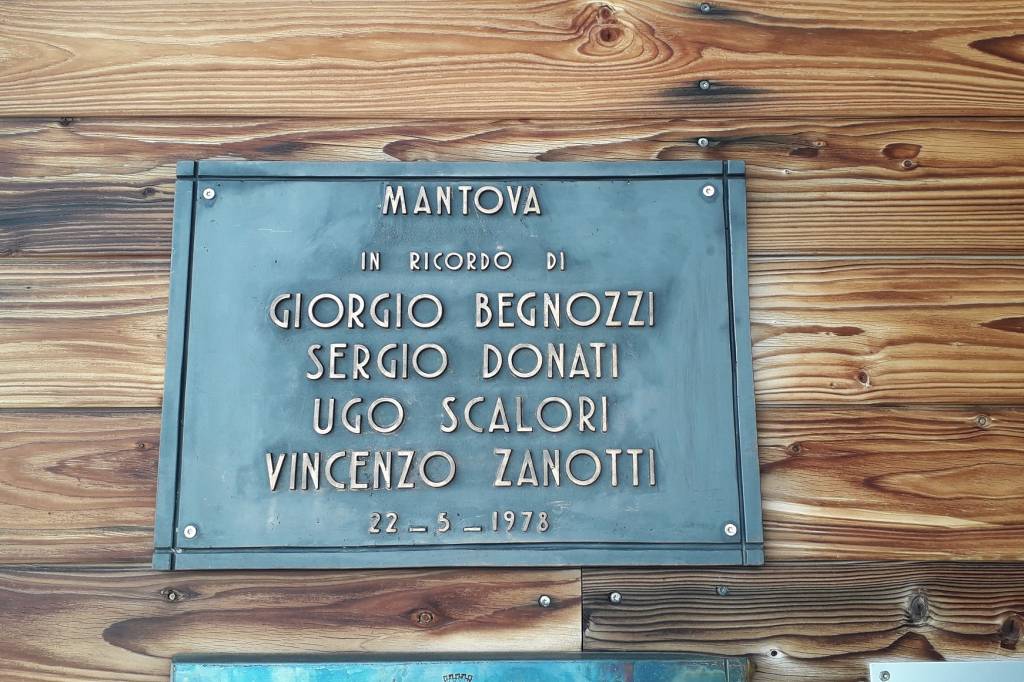 MANTOVA
IN RICORDO DI
GIORGIO BEGNOZZI
SERGIO DONATI
UGO SCALORI
VINCENZO ZANOTTI
22_5_1978